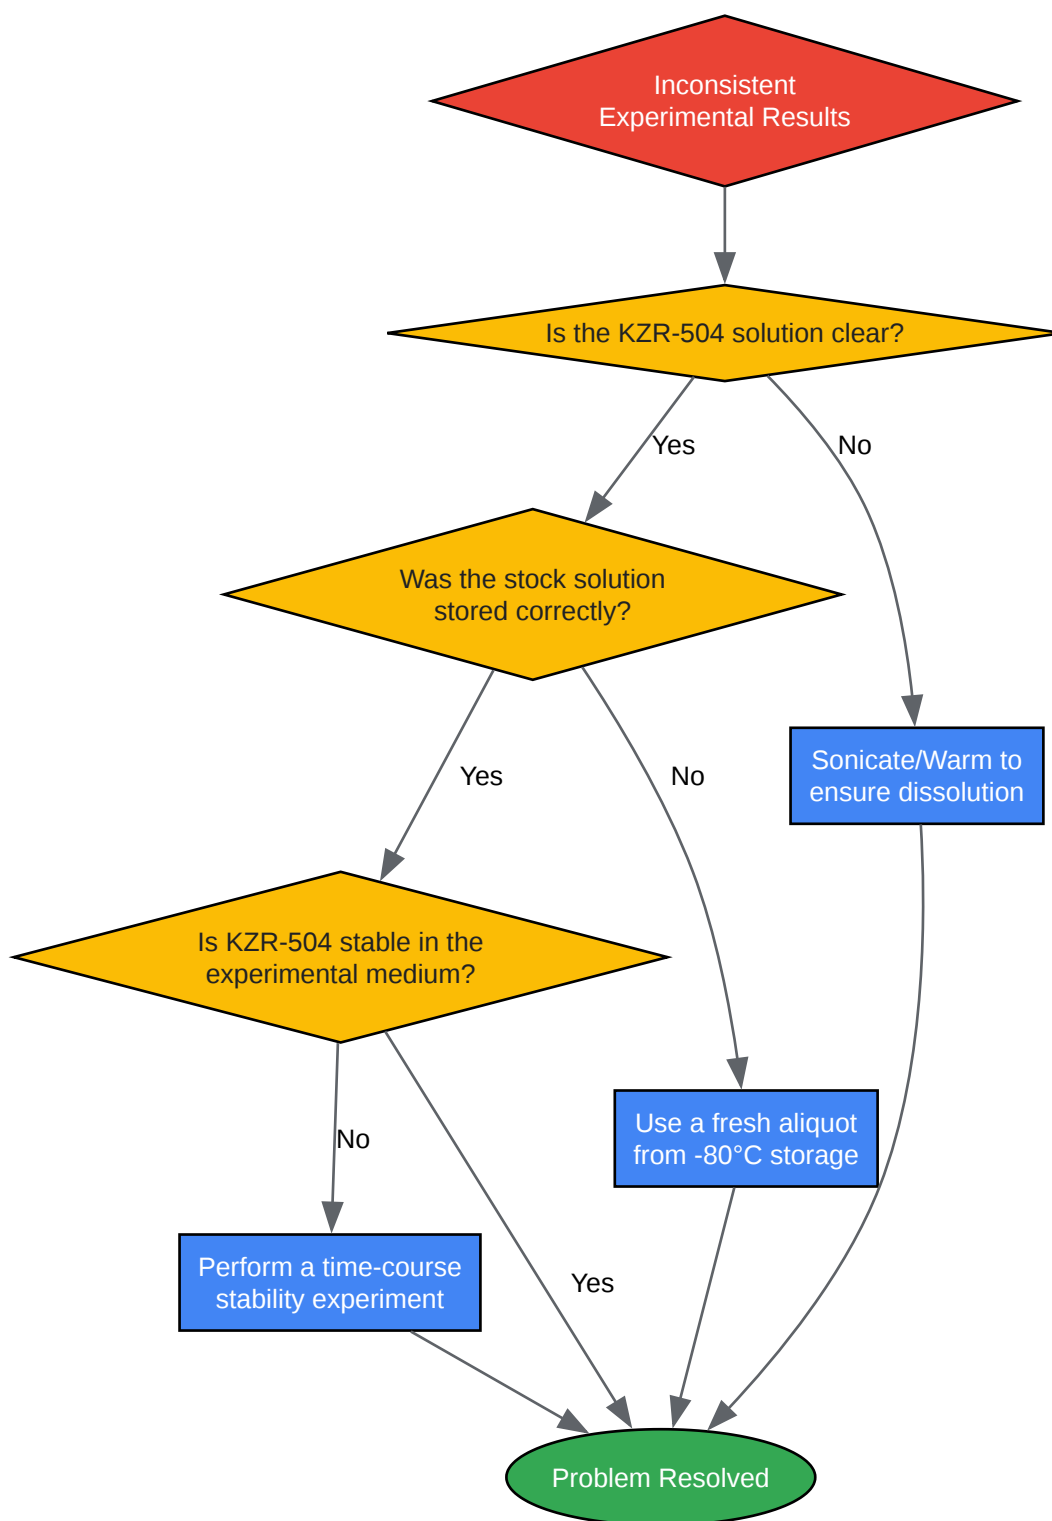 Inconsistent
Experimental Results
Is the KZR-504 solution clear?
Yes
No
Was the stock solution
stored correctly?
Yes
No
Sonicate/Warm to
ensure dissolution
Is KZR-504 stable in the
experimental medium?
No
Yes
Use a fresh aliquot
from -80°C storage
Perform a time-course
stability experiment
Problem Resolved